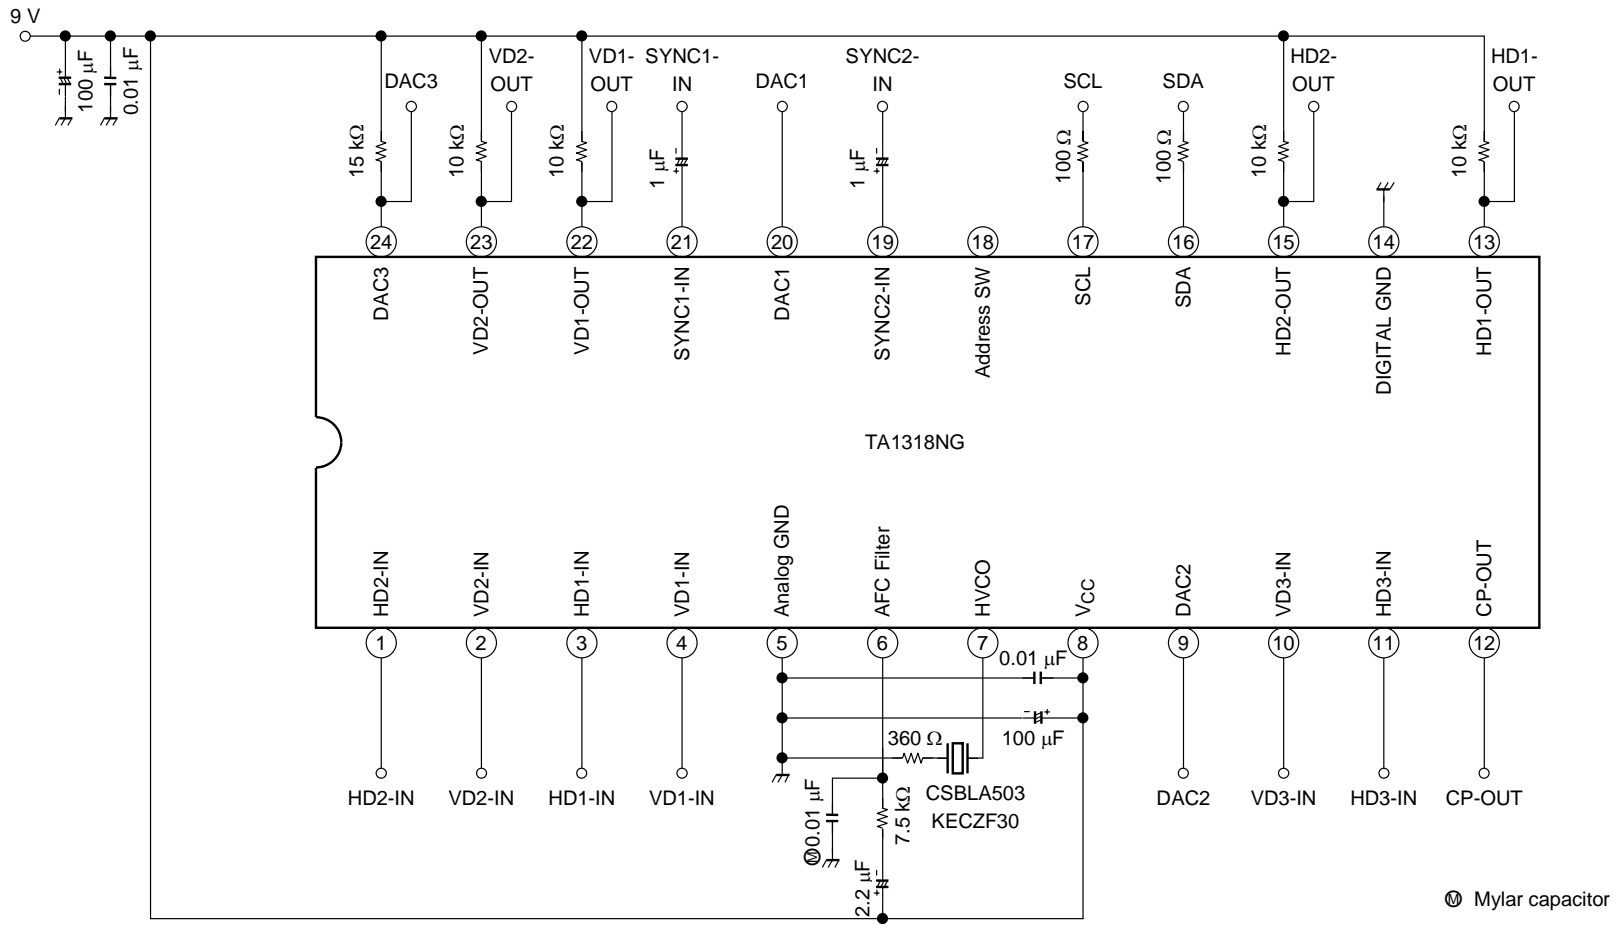 9 V
100 µF
0.01 µF
15 kΩ
DAC3
10 kΩ
VD2-
OUT
10 kΩ
VD1-
OUT
SYNC1-
IN
1 µF
DAC1
SYNC2-
IN
1 µF
SCL
100 Ω
SDA
100 Ω
10 kΩ
HD2-
OUT
10 kΩ
HD1-
OUT
24
23
22
21
20
19
18
17
16
15
14
13
DAC3
VD2-OUT
VD1-OUT
SYNC1-IN
DAC1
SYNC2-IN
Address SW
SCL
SDA
HD2-OUT
DIGITAL GND
HD1-OUT
TA1318NG
HD2-IN
VD2-IN
HD1-IN
VD1-IN
Analog GND
AFC Filter
HVCO
VCC
DAC2
VD3-IN
HD3-IN
CP-OUT
1
2
3
4
5
6
7
8
9
10
11
12
0.01 µF
100 µF
360 Ω
CSBLA503
KECZF30
M 0.01 µF
7.5 kΩ
2.2 µF
HD2-IN
VD2-IN
HD1-IN
VD1-IN
DAC2
VD3-IN
HD3-IN
CP-OUT
M Mylar capacitor